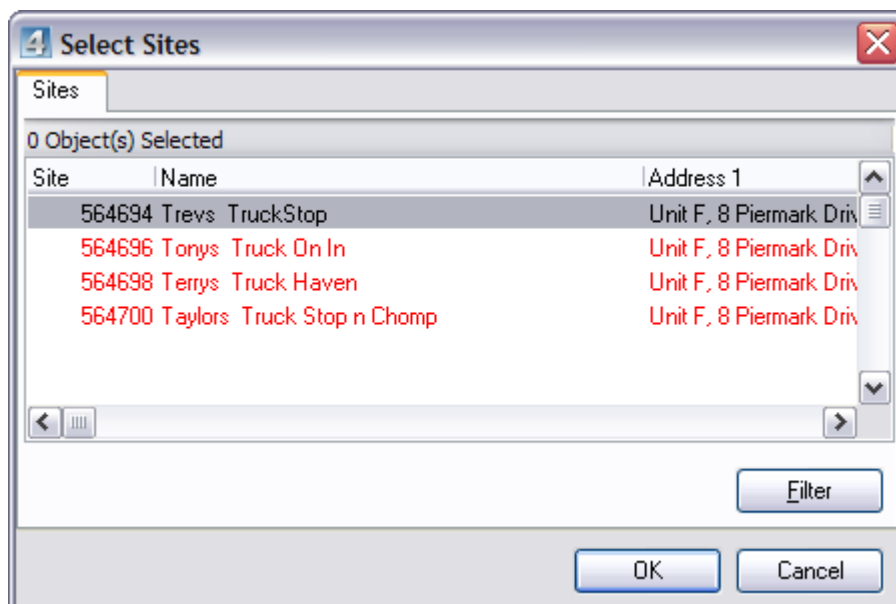 4 Select Sites
Sites
0 Object(s) Selected
Site Name Address 1
564694 Trevs TruckStop Unit F, 8 Piermark Driv
564696 Tonys Truck On In Unit F, 8 Piermark Driv
564698 Terrys Truck Haven Unit F, 8 Piermark Driv
564700 Taylors Truck Stop n Chomp Unit F, 8 Piermark Driv
Filter
OK Cancel